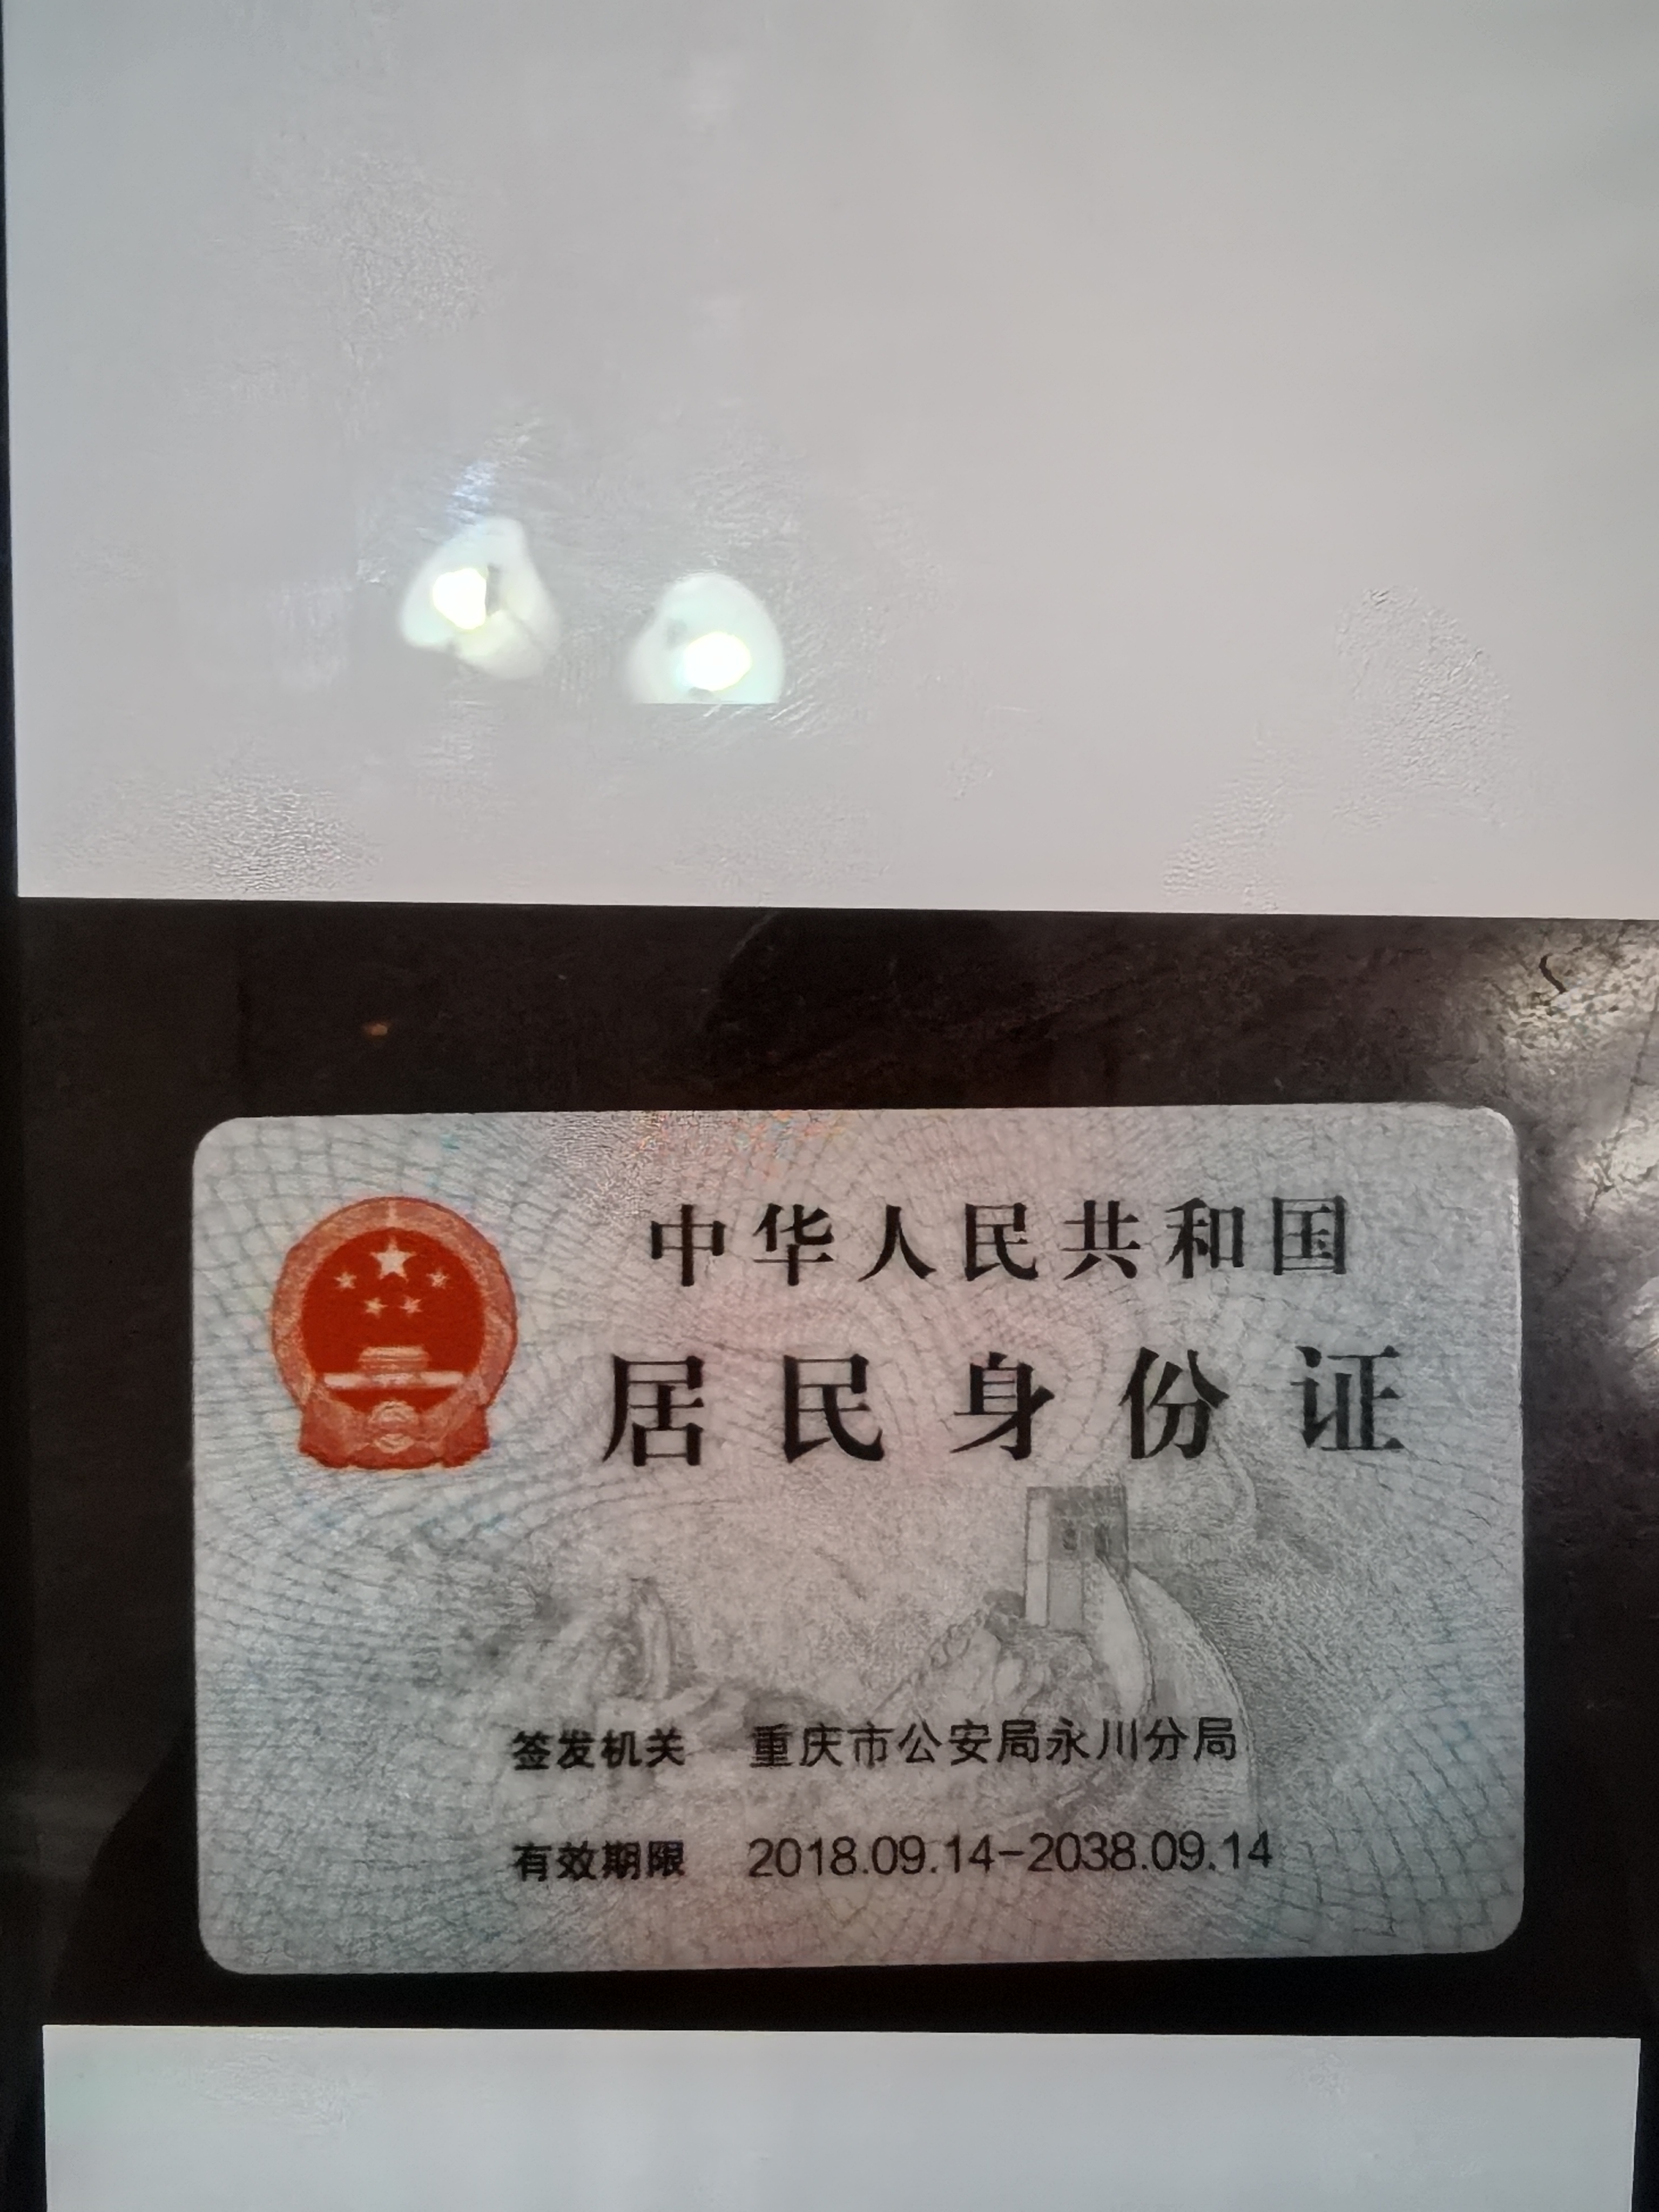 中华人民共和国
居民身份证
签发机关 重庆市公安局永川分局
有效期限 2018.09.14-2038.09.14